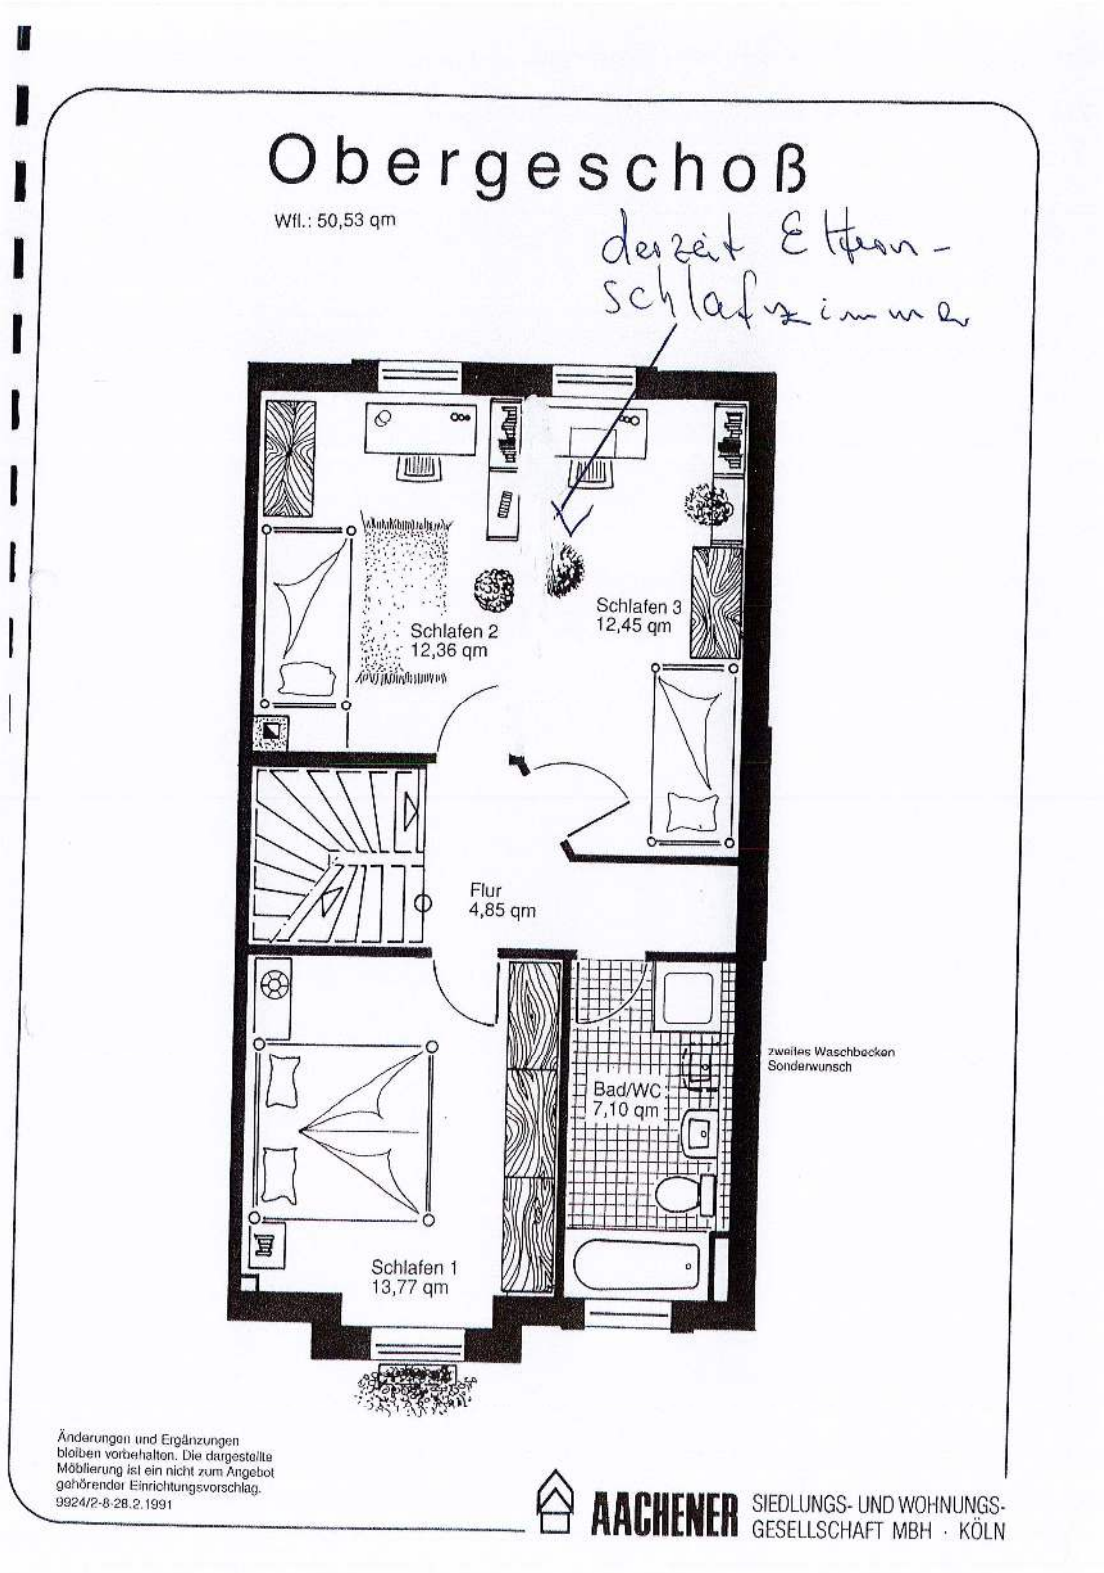 Obergeschoß
Wfl.: 50,53 qm
derzeit Eltern-
schlafzimmer
Schlafen 3
12,45 qm
Schlafen 2
12,36 qm
Flur
4,85 qm
zweites Waschbecken
Sonderwunsch
Bad/WC
7,10 qm
Schlafen 1
13,77 qm
Änderungen und Ergänzungen
bleiben vorbehalten. Die dargestellte
Möblierung ist ein nicht zum Angebot
gehörender Einrichtungsvorschlag.
9924/2-8-28.2.1991
AACHENER SIEDLUNGS- UND WOHNUNGS-
GESELLSCHAFT MBH · KÖLN